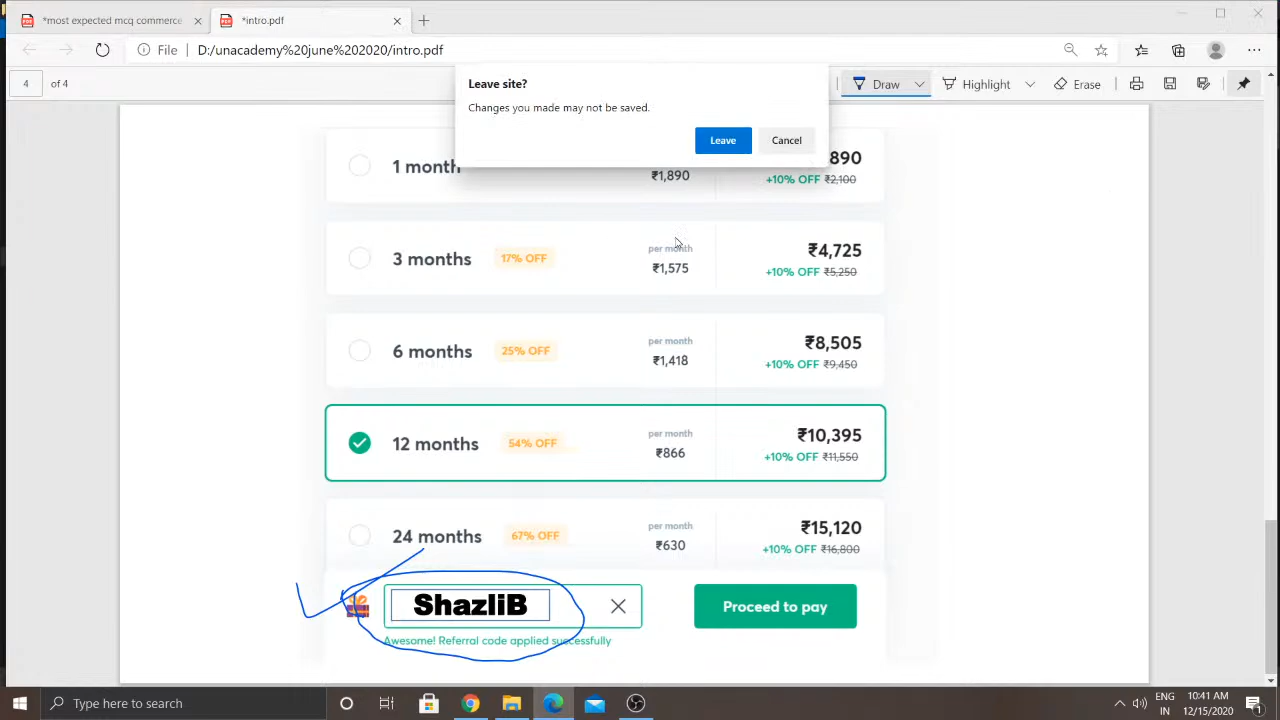 *most expected mcq commerce
*intro.pdf
File D:/unacademy%20june%202020/intro.pdf
4 of 4
Draw
Highlight
Erase
Leave site?
Changes you made may not be saved.
Leave
Cancel
1 month ₹1,890 890
+10% OFF ₹2,100
3 months 17% OFF per month ₹1,575 ₹4,725
+10% OFF ₹5,250
6 months 25% OFF per month ₹1,418 ₹8,505
+10% OFF ₹9,450
12 months 54% OFF per month ₹866 ₹10,395
+10% OFF ₹11,550
24 months 67% OFF per month ₹630 ₹15,120
+10% OFF ₹16,800
ShazliB
Proceed to pay
Awesome! Referral code applied successfully
Type here to search
ENG
IN
10:41 AM
12/15/2020
1